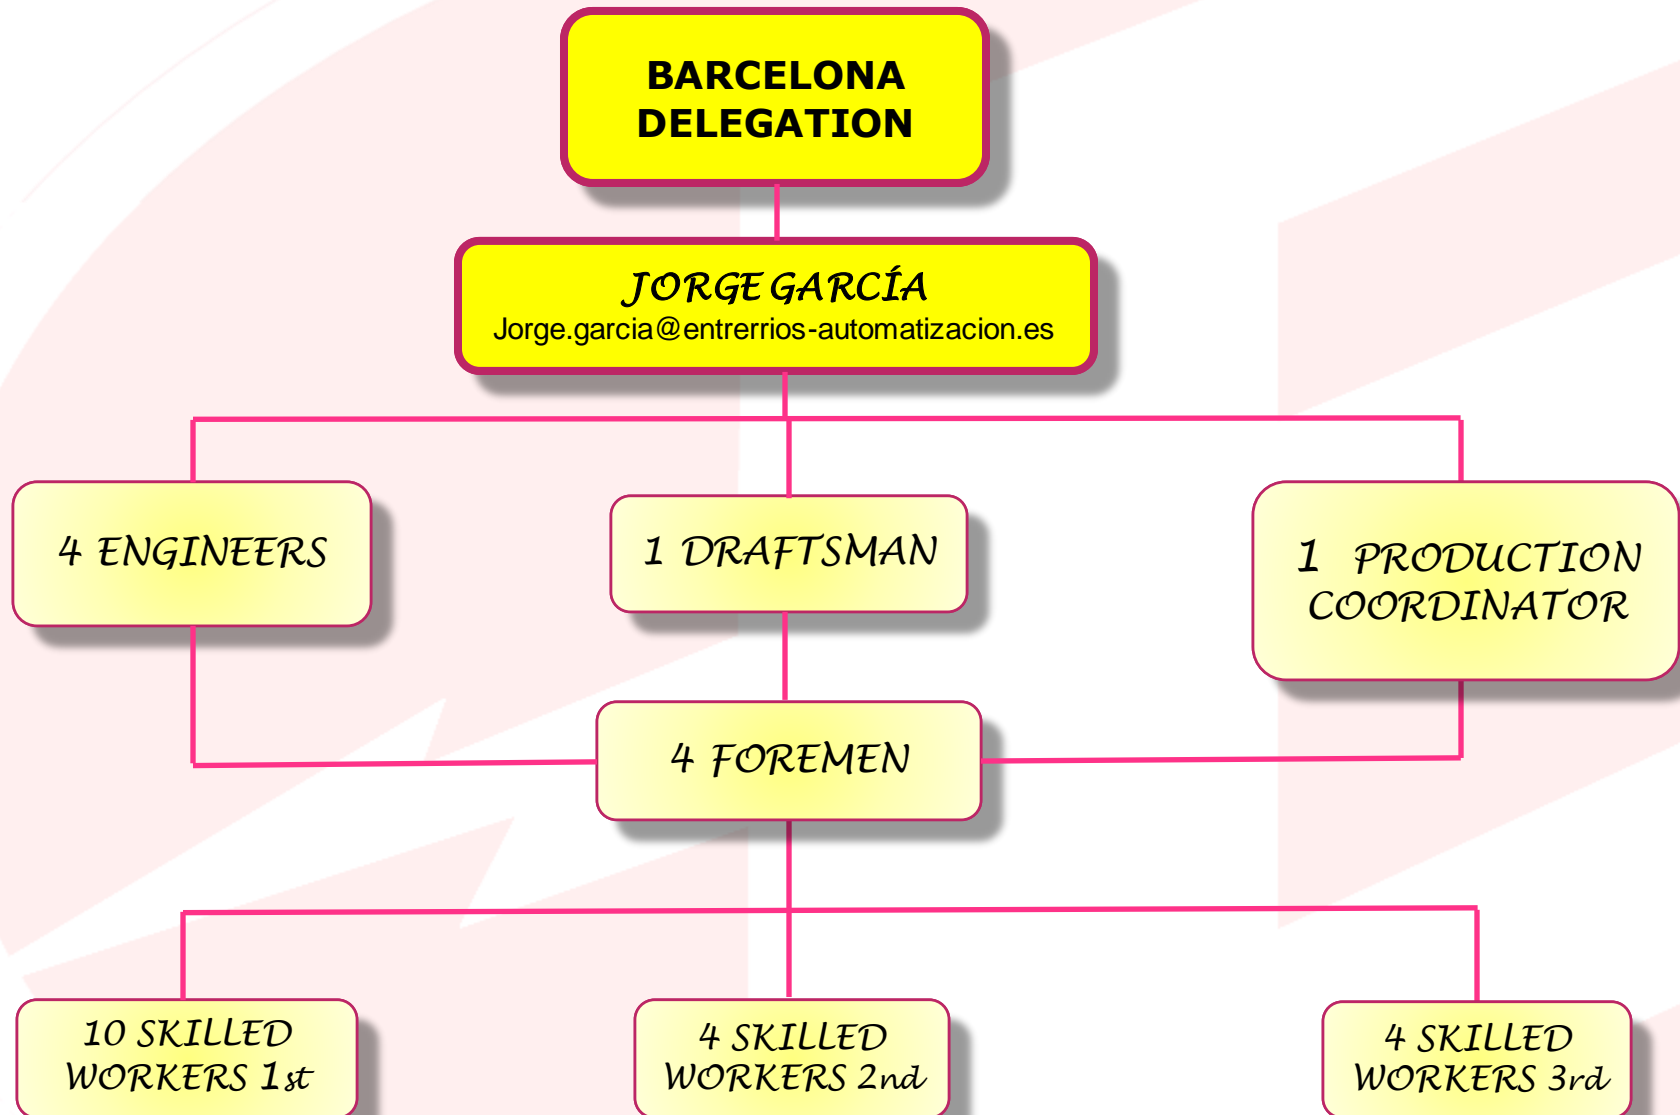 BARCELONA
DELEGATION
JORGE GARCÍA
Jorge.garcia@entrerrios-automatizacion.es
4 ENGINEERS
1 DRAFTSMAN
1 PRODUCTION
COORDINATOR
4 FOREMEN
10 SKILLED
WORKERS 1st
4 SKILLED
WORKERS 2nd
4 SKILLED
WORKERS 3rd